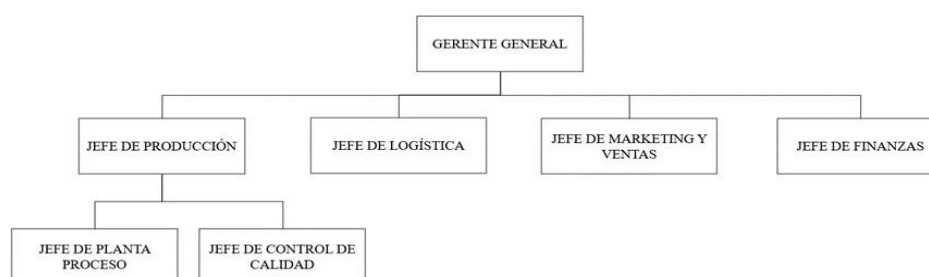 GERENTE GENERAL
JEFE DE PRODUCCIÓN
JEFE DE LOGÍSTICA
JEFE DE MARKETING Y
VENTAS
JEFE DE FINANZAS
JEFE DE PLANTA
PROCESO
JEFE DE CONTROL DE
CALIDAD